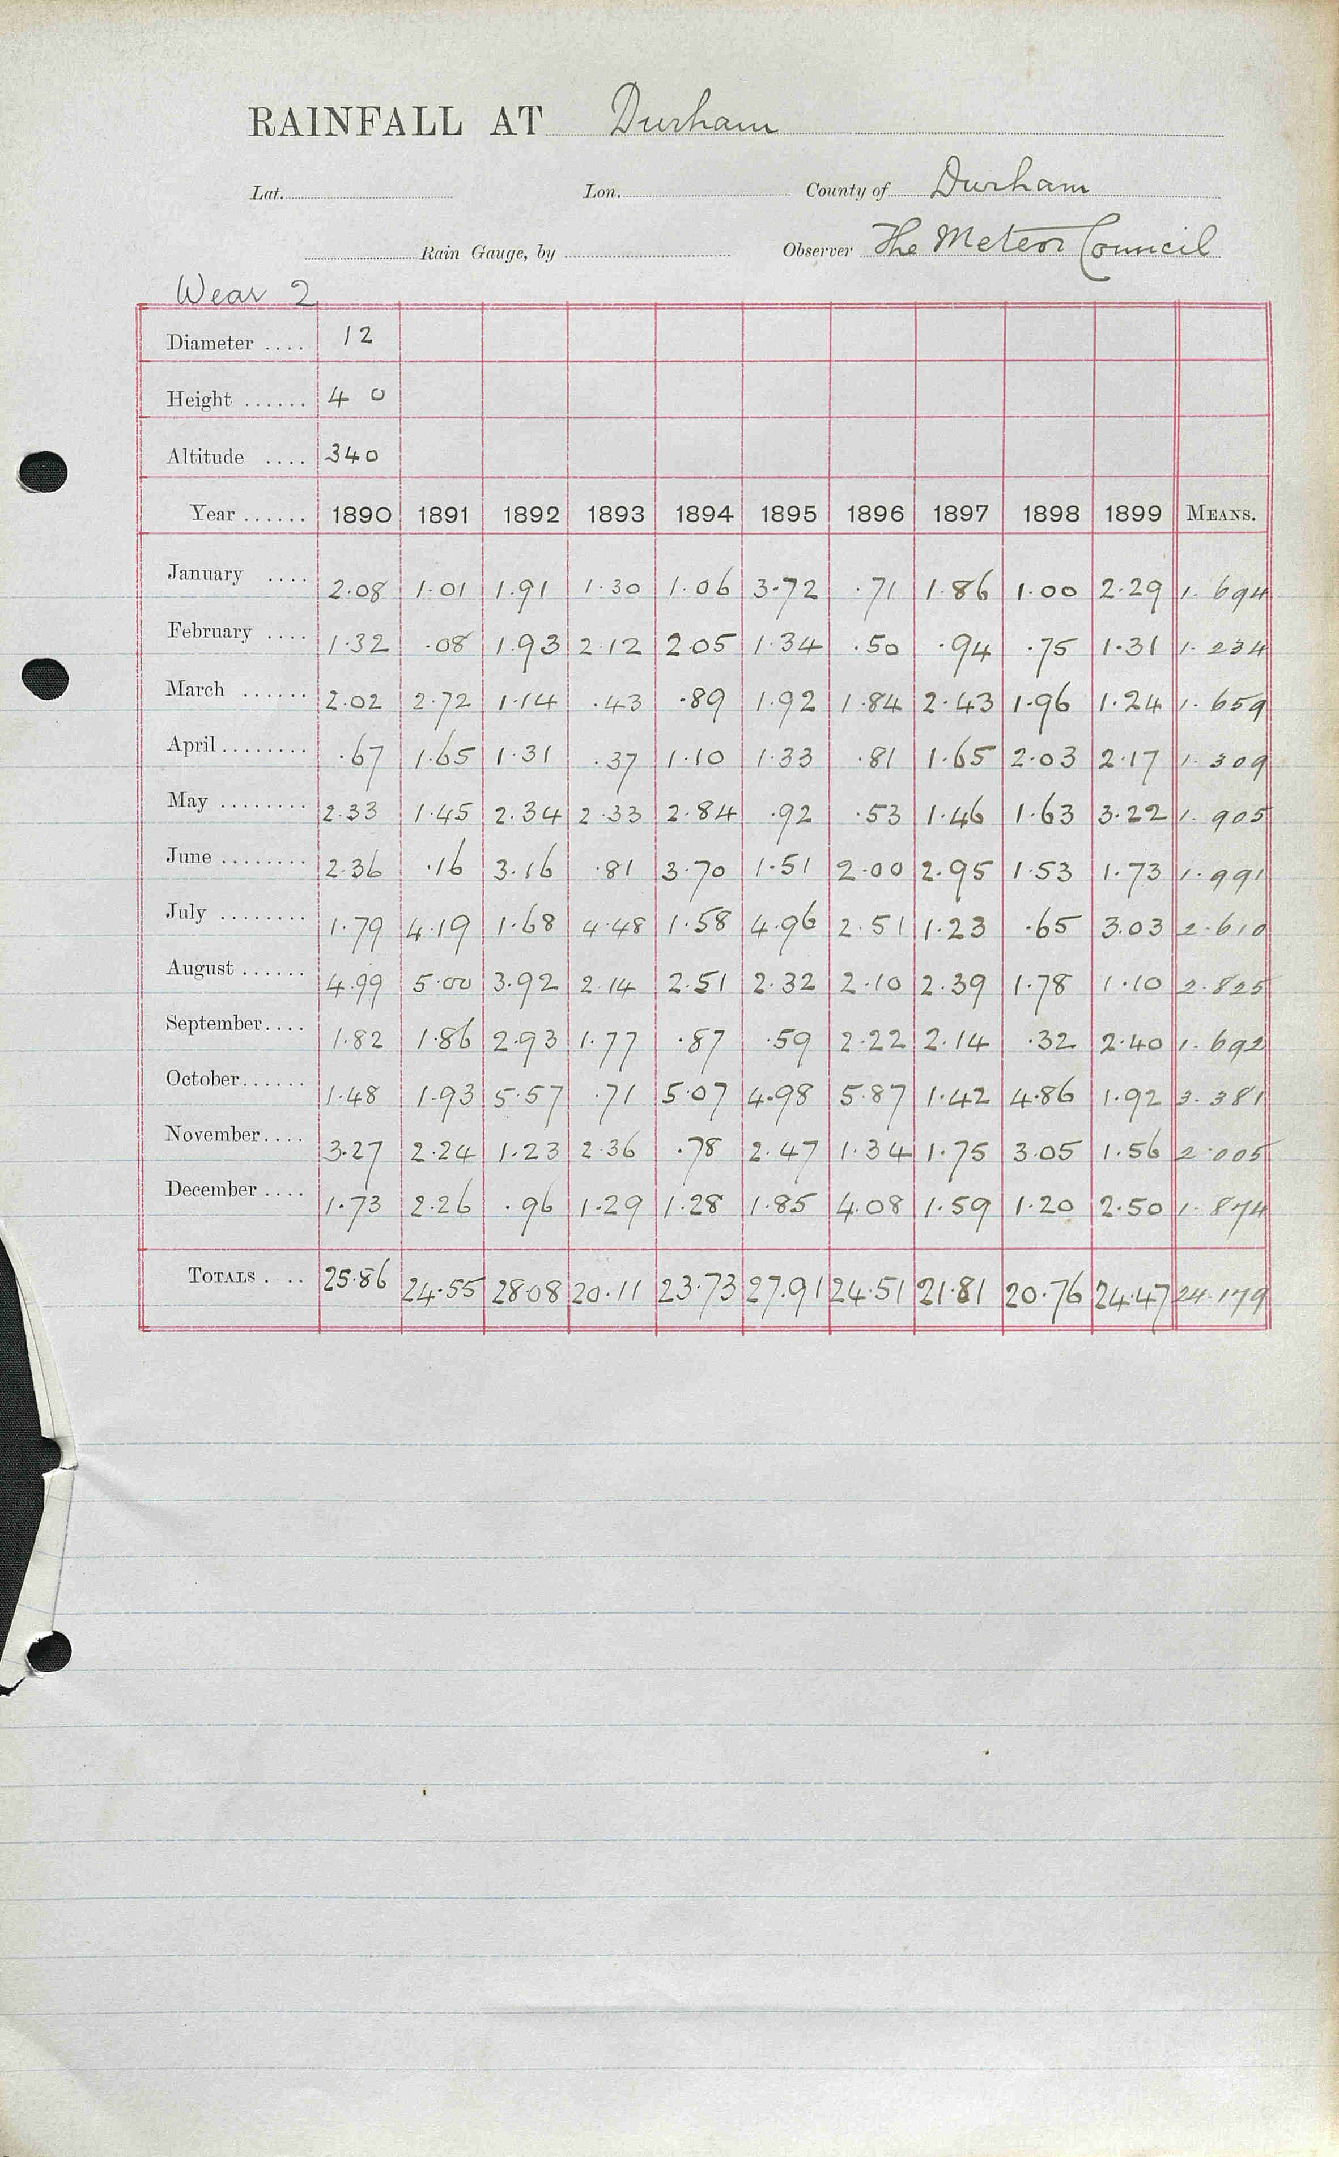 RAINFALL AT Durham
Lat. Lon. County of Durham
Rain Gauge, by Observer The Meteor Council
Wear 2
Diameter .... 12
Height ...... 4 0
Altitude .... 340
Year ...... 1890 1891 1892 1893 1894 1895 1896 1897 1898 1899 MEANS.
January .... 2.08 1.01 1.91 1.30 1.06 3.72 .71 1.86 1.00 2.29 1.694
February .... 1.32 .08 1.93 2.12 2.05 1.34 .50 .94 .75 1.31 1.234
March ...... 2.02 2.72 1.14 .43 .89 1.92 1.84 2.43 1.96 1.24 1.659
April ........ .67 1.65 1.31 .37 1.10 1.33 .81 1.65 2.03 2.17 1.309
May ........ 2.33 1.45 2.34 2.33 2.84 .92 .53 1.46 1.63 3.22 1.905
June ........ 2.36 .16 3.16 .81 3.70 1.51 2.00 2.95 1.53 1.73 1.991
July ........ 1.79 4.19 1.68 4.48 1.58 4.96 2.51 1.23 .65 3.03 2.610
August ...... 4.99 5.00 3.92 2.14 2.51 2.32 2.10 2.39 1.78 1.10 2.825
September .... 1.82 1.86 2.93 1.77 .87 .59 2.22 2.14 .32 2.40 1.692
October ...... 1.48 1.93 5.57 .71 5.07 4.98 5.87 1.42 4.86 1.92 3.381
November .... 3.27 2.24 1.23 2.36 .78 2.47 1.34 1.75 3.05 1.56 2.005
December .... 1.73 2.26 .96 1.29 1.28 1.85 4.08 1.59 1.20 2.50 1.874
TOTALS . .. 25.86 24.55 28.08 20.11 23.73 27.91 24.51 21.81 20.76 24.47 24.179